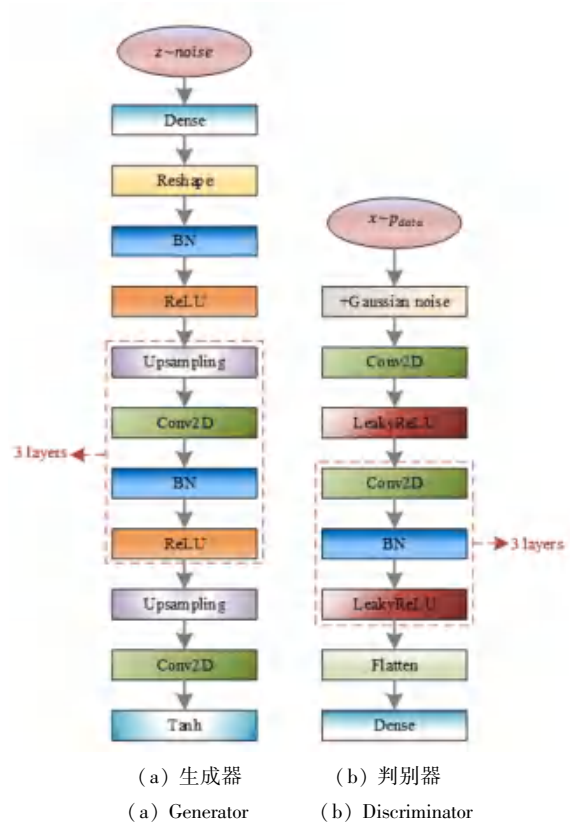 z~noise
Dense
Reshape
BN
ReLU
Upsampling
Conv2D
BN
ReLU
3 layers
Upsampling
Conv2D
Tanh
x~p_data
+Gaussian noise
Conv2D
LeakyReLU
Conv2D
BN
LeakyReLU
3 layers
Flatten
Dense
(a) 生成器
(a) Generator
(b) 判别器
(b) Discriminator